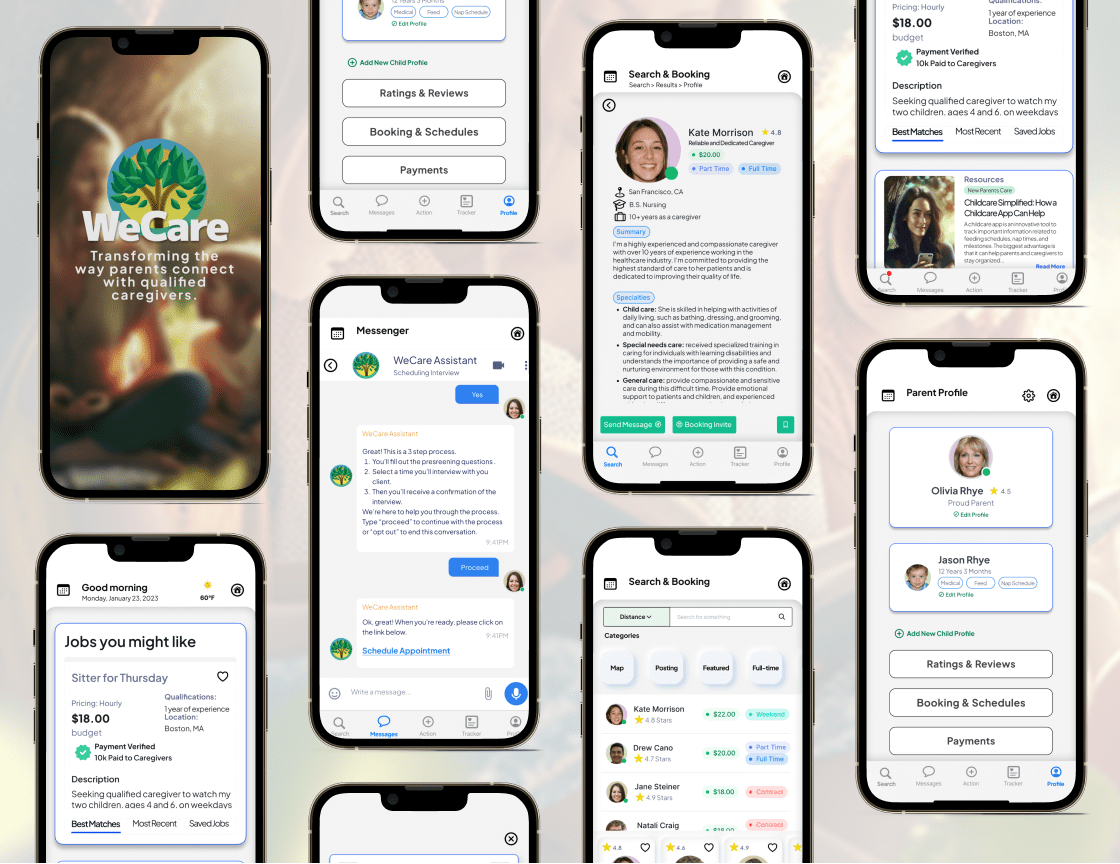 WeCare
Transforming the
way parents connect
with qualified
caregivers.
Good morning
Monday, January 23, 2023
60°F
Jobs you might like
Sitter for Thursday
Pricing: Hourly
$18.00
budget
Qualifications:
1 year of experience
Location:
Boston, MA
Payment Verified
10k Paid to Caregivers
Description
Seeking qualified caregiver to watch my
two children, ages 4 and 6, on weekdays
Best Matches
Most Recent
Saved Jobs
12 Years 3 Months
Medical
Feed
Nap Schedule
Edit Profile
Add New Child Profile
Ratings & Reviews
Booking & Schedules
Payments
Search
Messages
Action
Tracker
Profile
Messenger
WeCare Assistant
Scheduling Interview
Yes
WeCare Assistant
Great! This is a 3 step process.
1. You'll fill out the presreening questions .
2. Select a time you'll interview with you
client.
3. Then you'll receive a confirmation of the
interview.
We're here to help you through the process.
Type "proceed" to continue with the process
or "opt out" to end this conversation.
9:41PM
Proceed
WeCare Assistant
Ok, great! When you're ready, please click on
the link below.
9:41PM
Schedule Appointment
Write a message...
Search
Messages
Action
Tracker
Profi
Search & Booking
Search > Results > Profile
Kate Morrison
4.8
Reliable and Dedicated Caregiver
$20.00
Part Time
Full Time
San Francisco, CA
B.S. Nursing
10+ years as a caregiver
Summary
I'm a highly experienced and compassionate caregiver
with over 10 years of experience working in the
healthcare industry. I'm committed to providing the
highest standard of care to her patients and is
dedicated to improving their quality of life.
Specialties
Child care: She is skilled in helping with activities of
daily living, such as bathing, dressing, and grooming,
and can also assist with medication management
and mobility.
Special needs care: received specialized training in
caring for individuals with learning disabilities and
understands the importance of providing a safe and
nurturing environment for those with this condition.
General care: provide compassionate and sensitive
care during this difficult time. Provide emotional
support to patients and children, and experienced
Send Message
Booking Invite
Search
Messages
Action
Tracker
Profile
Search & Booking
Distance
Search for something
Categories
Map
Posting
Featured
Full-time
Kate Morrison
4.8 Stars
$22.00
Weekend
Drew Cano
4.7 Stars
$20.00
Part Time
Full Time
Jane Steiner
4.9 Stars
$18.00
Contract
Natali Craig
$18.00
Contract
4.8
4.6
4.9
Pricing: Hourly
$18.00
budget
Qualifications:
1 year of experience
Location:
Boston, MA
Payment Verified
10k Paid to Caregivers
Description
Seeking qualified caregiver to watch my
two children, ages 4 and 6, on weekdays
Best Matches
Most Recent
Saved Jobs
Resources
New Parents Care
Childcare Simplified: How a
Childcare App Can Help
A childcare app is an innovative tool to
track important information related to
feeding schedules, nap times, and
milestones. The biggest advantage is
that it can help parents and caregivers to
stay organized...
Read More
Search
Messages
Action
Tracker
Profi
Parent Profile
Olivia Rhye
4.5
Proud Parent
Edit Profile
Jason Rhye
12 Years 3 Months
Medical
Feed
Nap Schedule
Edit Profile
Add New Child Profile
Ratings & Reviews
Booking & Schedules
Payments
Search
Messages
Action
Tracker
Profile